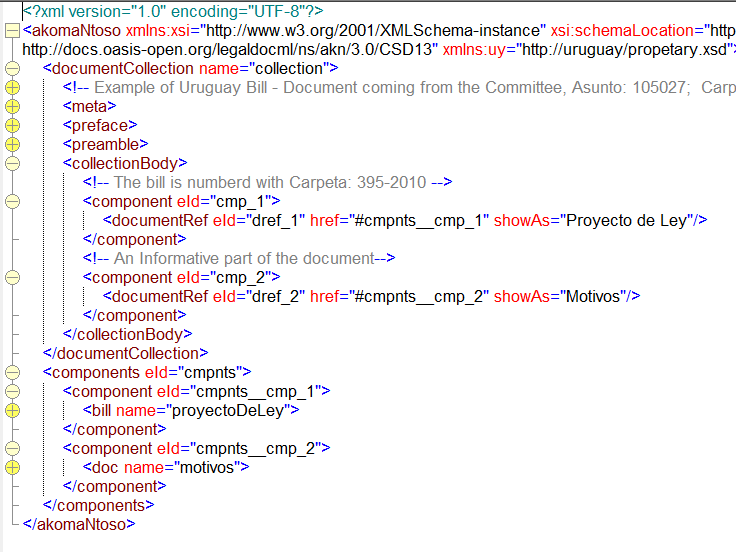 <?xml version="1.0" encoding="UTF-8"?>
<akomaNtoso xmlns:xsi="http://www.w3.org/2001/XMLSchema-instance" xsi:schemaLocation="http
http://docs.oasis-open.org/legaldocml/ns/akn/3.0/CSD13" xmlns:uy="http://uruguay/propetary.xsd">
<documentCollection name="collection">
<!-- Example of Uruguay Bill - Document coming from the Committee, Asunto: 105027;  Carp
<meta>
<preface>
<preamble>
<collectionBody>
<!-- The bill is numberd with Carpeta: 395-2010 -->
<component eId="cmp_1">
<documentRef eId="dref_1" href="#cmpnts__cmp_1" showAs="Proyecto de Ley"/>
</component>
<!-- An Informative part of the document-->
<component eId="cmp_2">
<documentRef eId="dref_2" href="#cmpnts__cmp_2" showAs="Motivos"/>
</component>
</collectionBody>
</documentCollection>
<components eId="cmpnts">
<component eId="cmpnts__cmp_1">
<bill name="proyectoDeLey">
</component>
<component eId="cmpnts__cmp_2">
<doc name="motivos">
</component>
</components>
</akomaNtoso>